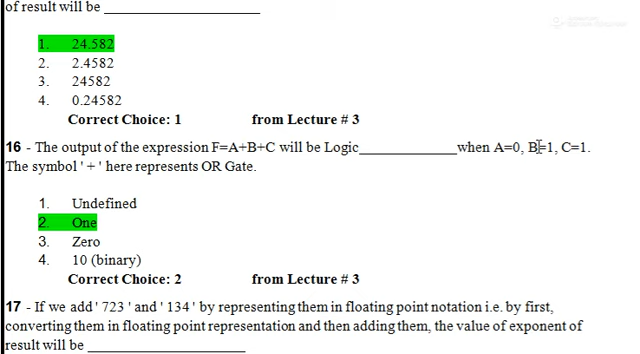 of result will be ____________________
1. 24.582
2. 2.4582
3. 24582
4. 0.24582
Correct Choice: 1 from Lecture # 3
16 - The output of the expression F=A+B+C will be Logic____________when A=0, B=1, C=1.
The symbol ' + ' here represents OR Gate.
1. Undefined
2. One
3. Zero
4. 10 (binary)
Correct Choice: 2 from Lecture # 3
17 - If we add ' 723 ' and ' 134 ' by representing them in floating point notation i.e. by first,
converting them in floating point representation and then adding them, the value of exponent of
result will be ____________________